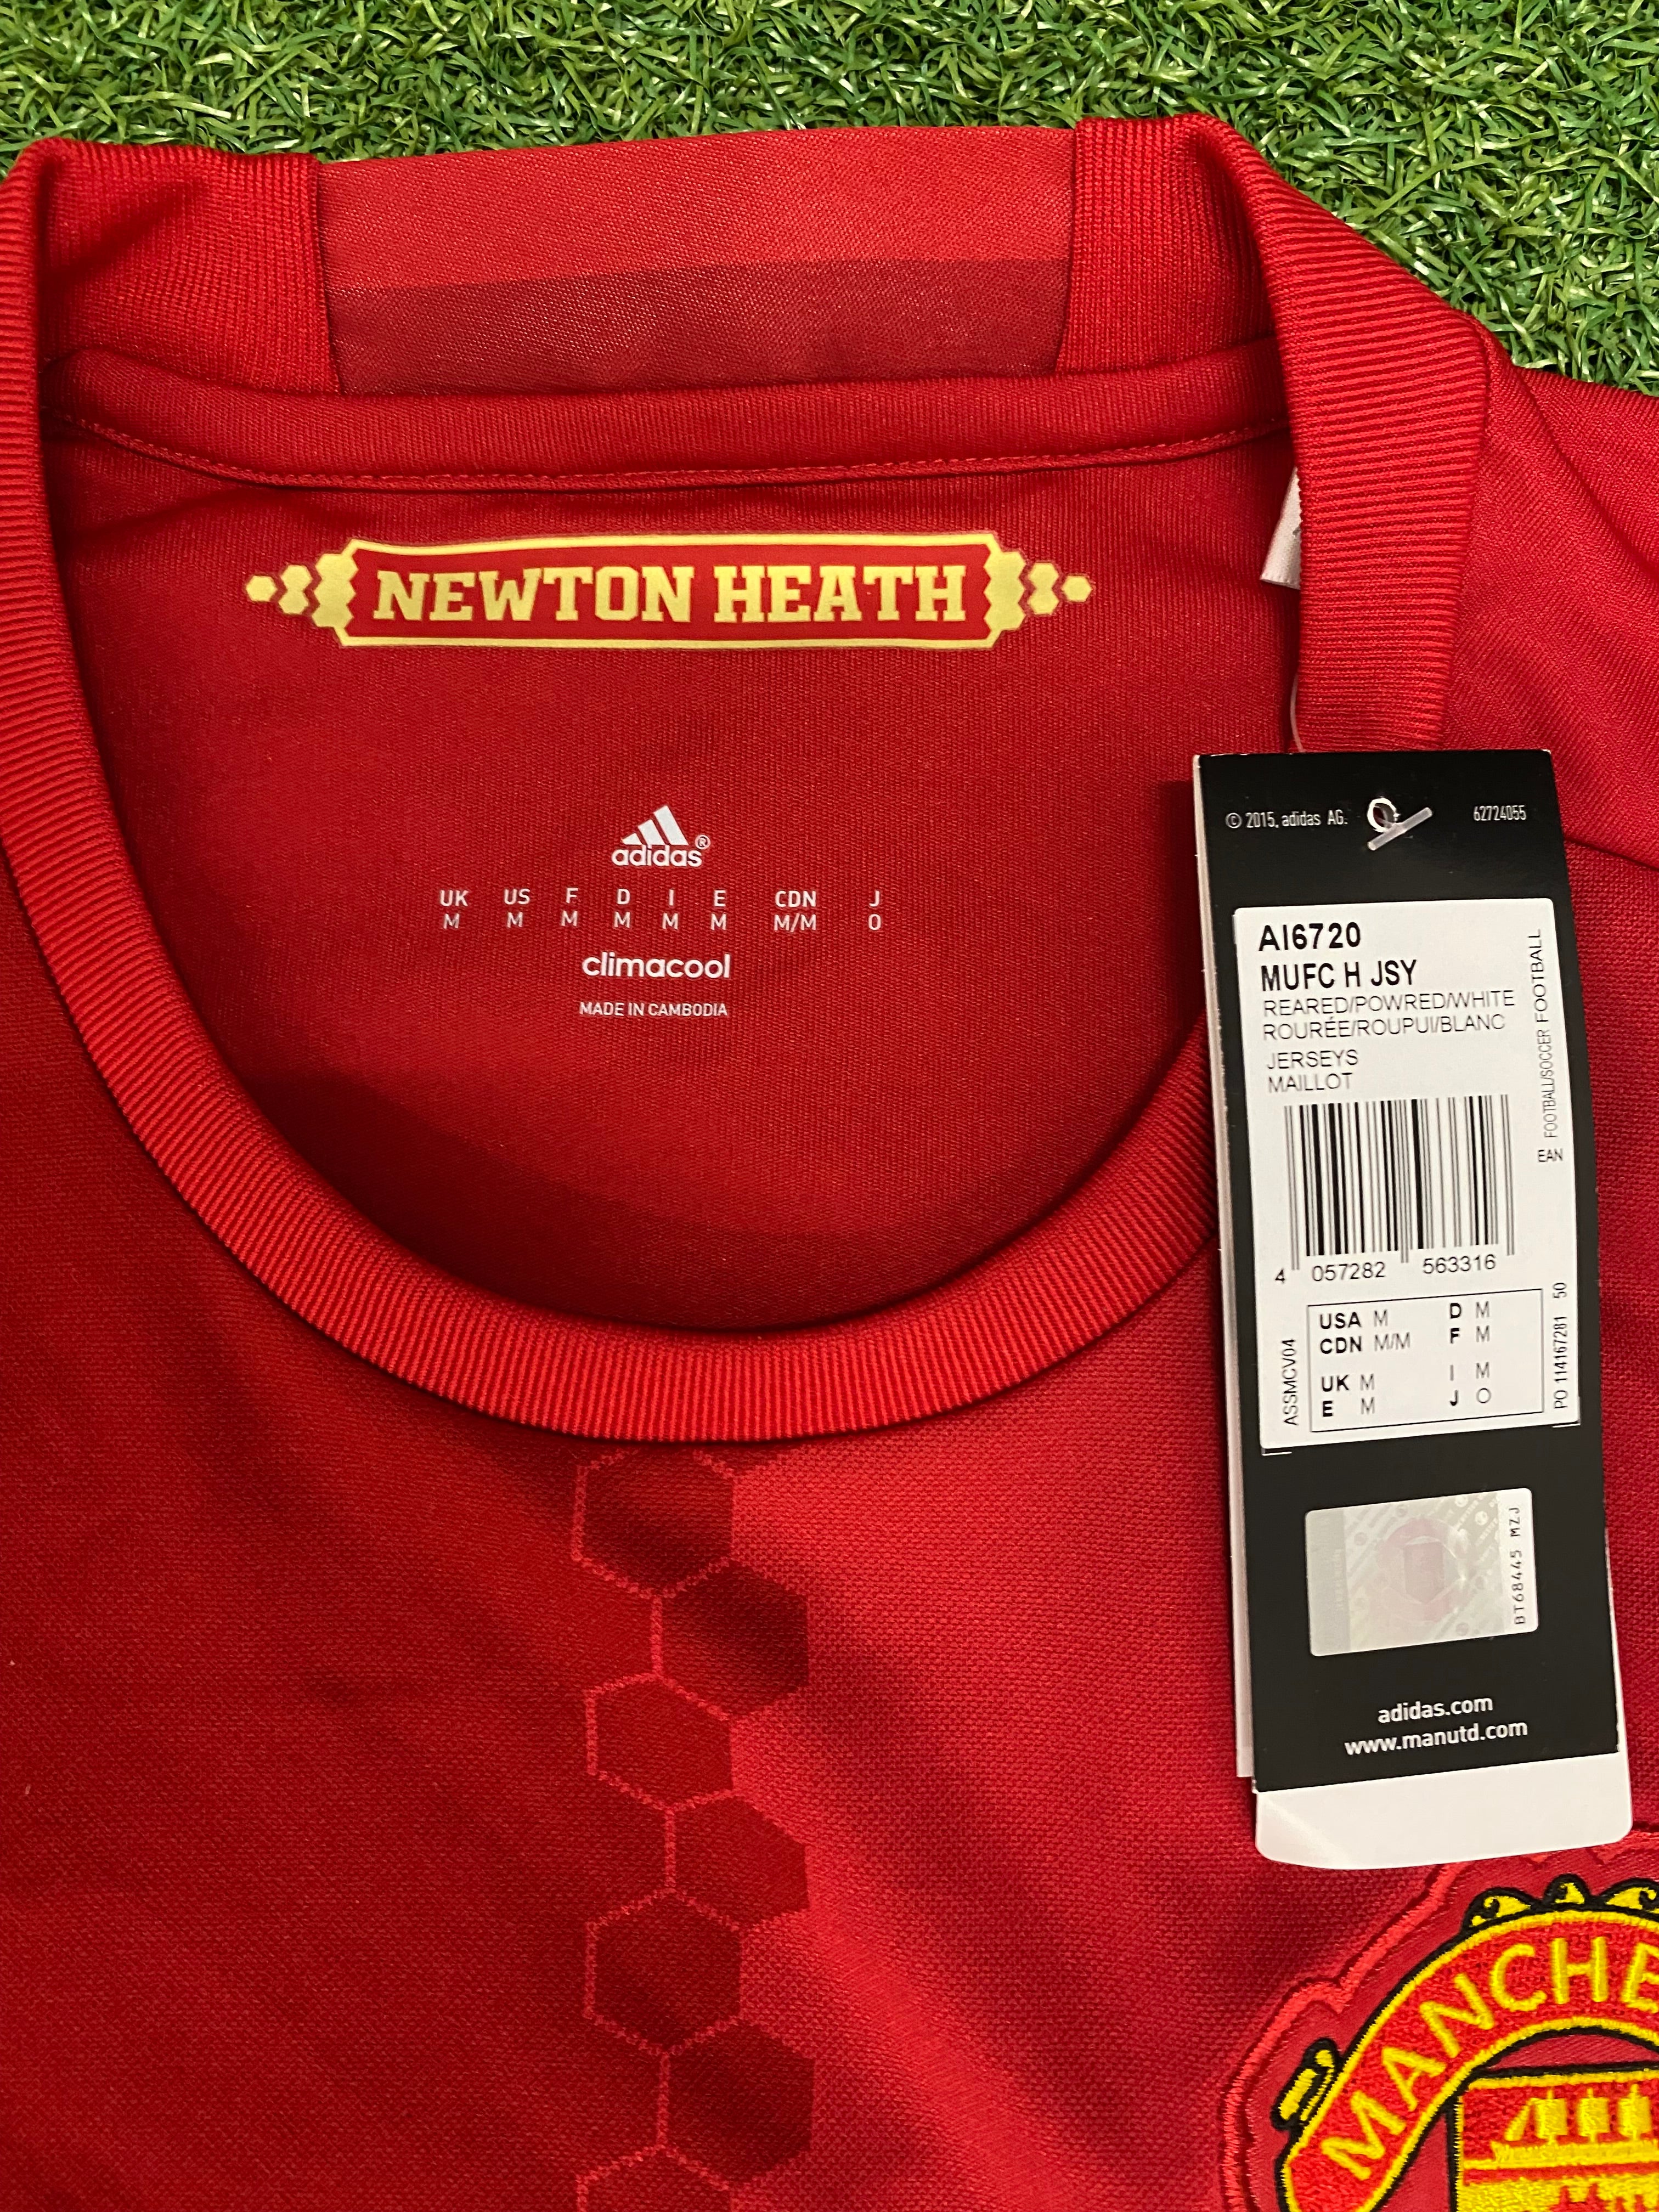 NEWTON HEATH
adidas®
UK US F D I E CDN J
M M M M M M M/M O
climacool
MADE IN CAMBODIA
© 2015, adidas AG. 62724055
AI6720
MUFC H JSY
REARED/POWRED/WHITE
ROURÉE/ROUPUI/BLANC
JERSEYS
MAILLOT
EAN FOOTBALL/SOCCER FOOTBALL
4 057282 563316
USA M D M
CDN M/M F M
UK M I M
E M J O
ASSMCV04
PO 114167281 50
BT68445 MZJ
adidas.com
www.manutd.com
MANCHE